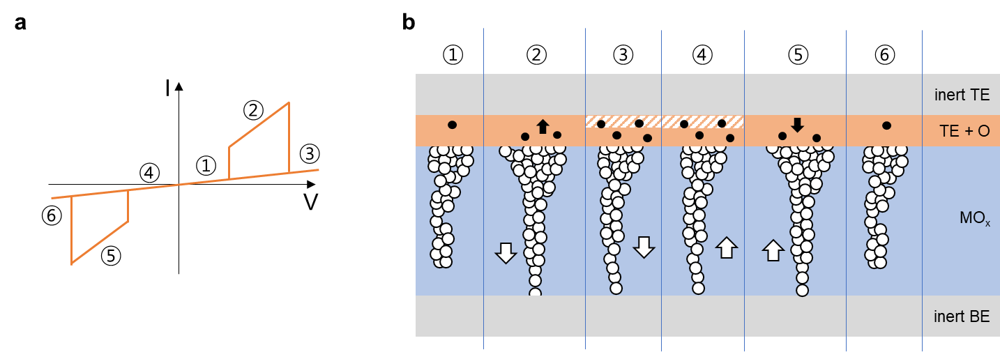 a
I
V
②
③
①
④
⑥
⑤
b
① ② ③ ④ ⑤ ⑥
inert TE
TE + O
MOx
inert BE